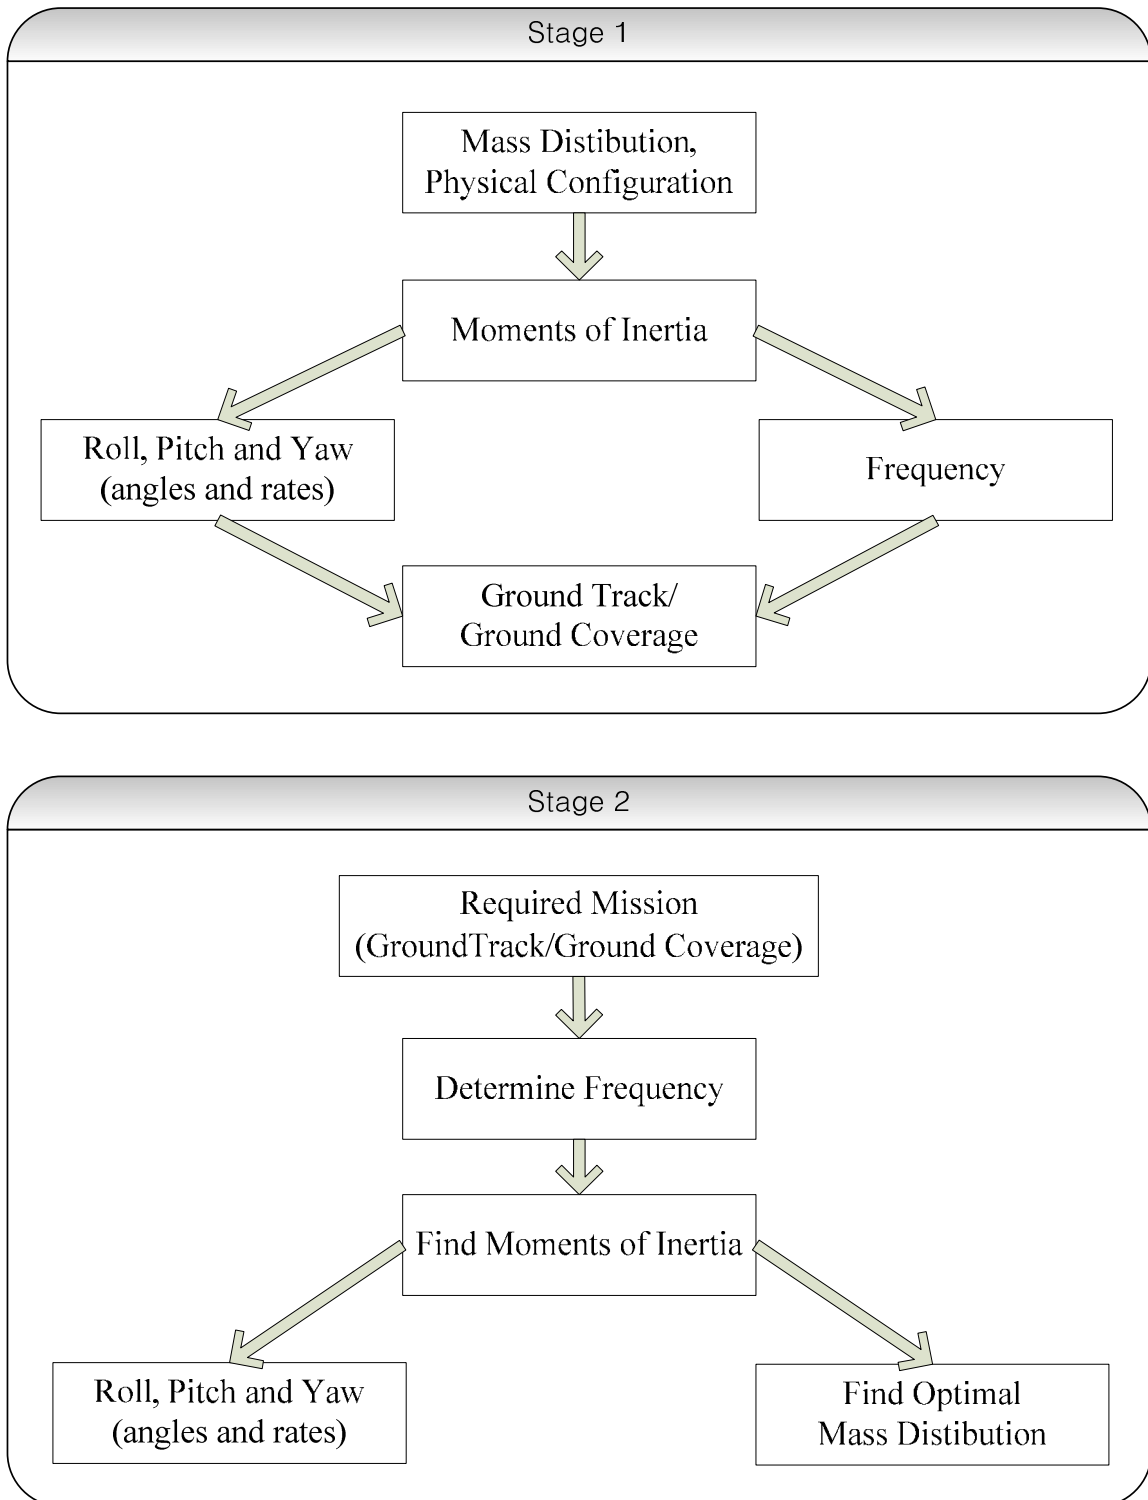 Stage 1
Mass Distibution,
Physical Configuration
Moments of Inertia
Roll, Pitch and Yaw
(angles and rates)
Frequency
Ground Track/
Ground Coverage
Stage 2
Required Mission
(GroundTrack/Ground Coverage)
Determine Frequency
Find Moments of Inertia
Roll, Pitch and Yaw
(angles and rates)
Find Optimal
Mass Distibution